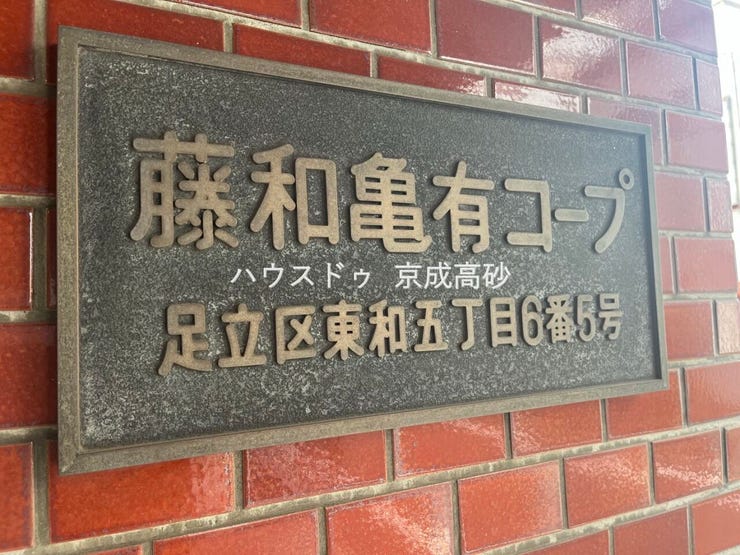 藤和亀有コープ
ハウスドゥ 京成高砂
足立区東和五丁目6番5号